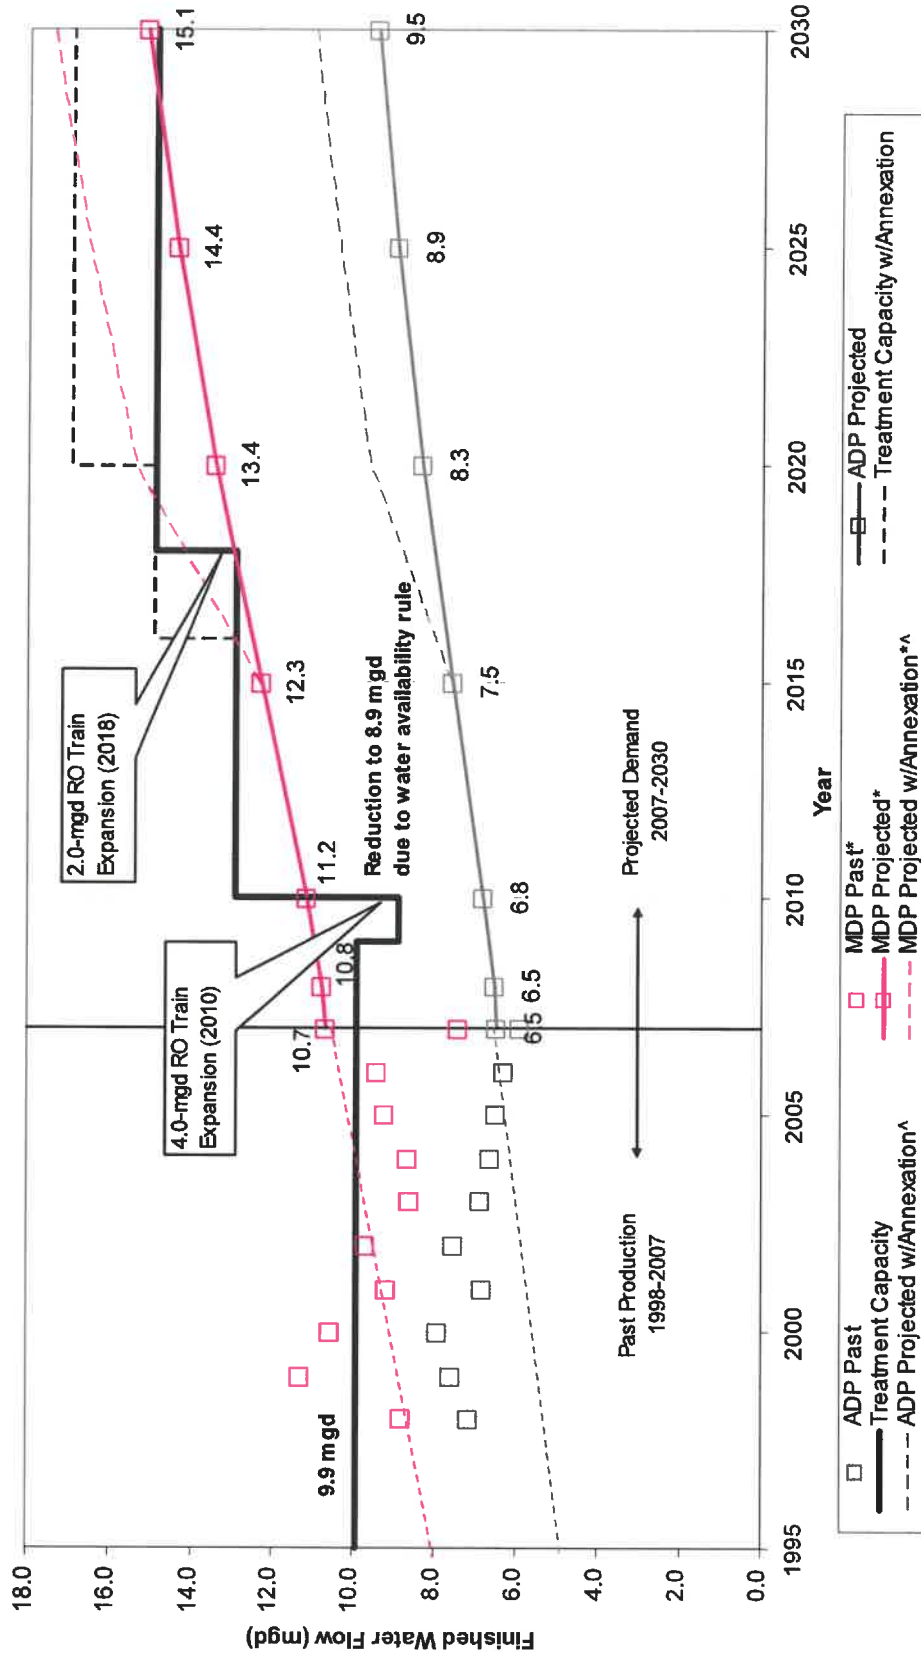 18.0
16.0
14.0
12.0
10.0
8.0
6.0
4.0
2.0
0.0
Finished Water Flow (mgd)
1995
2000
2005
2010
2015
2020
2025
2030
Year
9.9 mgd
4.0-mgd RO Train
Expansion (2010)
2.0-mgd RO Train
Expansion (2018)
Reduction to 8.9 mgd
due to water availability rule
10.7
10.8
11.2
12.3
13.4
14.4
15.1
6.5
6.5
6.8
7.5
8.3
8.9
9.5
Past Production
1998-2007
Projected Demand
2007-2030
ADP Past
MDP Past*
ADP Projected
Treatment Capacity
MDP Projected*
Treatment Capacity w/Annexation
ADP Projected w/Annexation^
MDP Projected w/Annexation*^